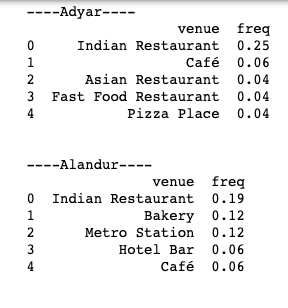 ----Adyar----
venue freq
0 Indian Restaurant 0.25
1 Café 0.06
2 Asian Restaurant 0.04
3 Fast Food Restaurant 0.04
4 Pizza Place 0.04
----Alandur----
venue freq
0 Indian Restaurant 0.19
1 Bakery 0.12
2 Metro Station 0.12
3 Hotel Bar 0.06
4 Café 0.06